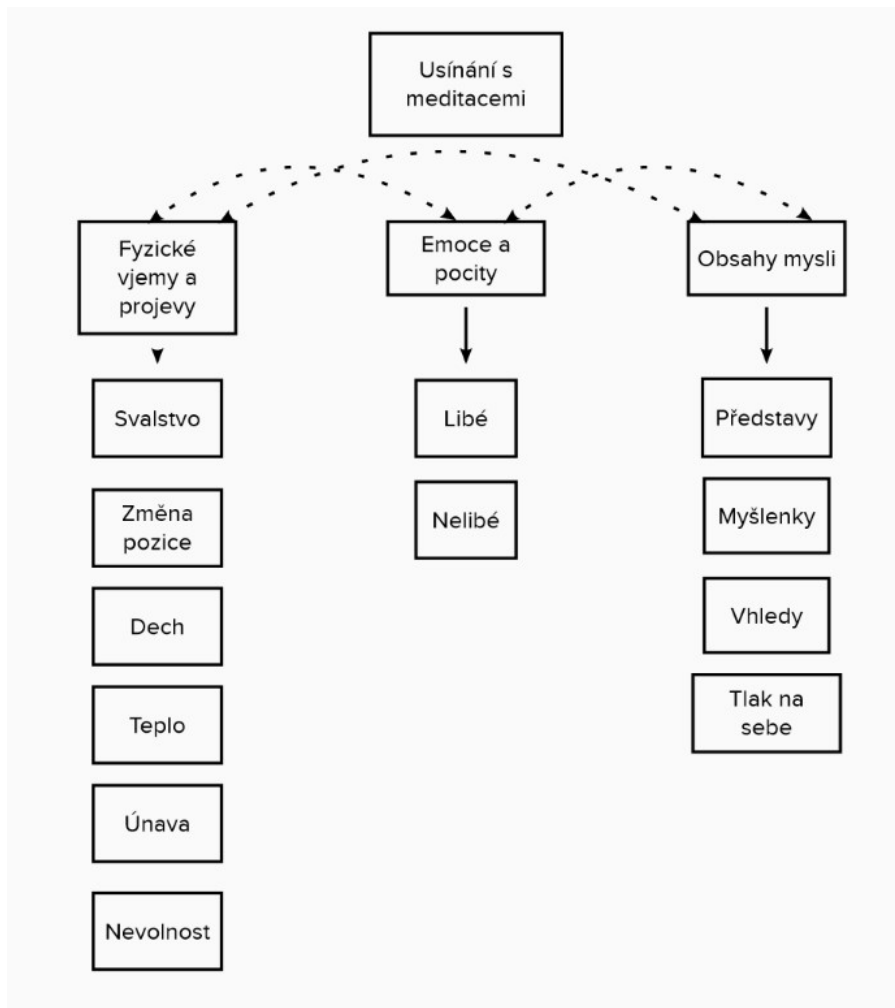 Usínání s
meditacemi
Fyzické
vjemy a
projevy
Emoce a
pocity
Obsahy mysli
Svalstvo
Libé
Představy
Změna
pozice
Nelibé
Myšlenky
Dech
Vhledy
Teplo
Tlak na
sebe
Únava
Nevolnost